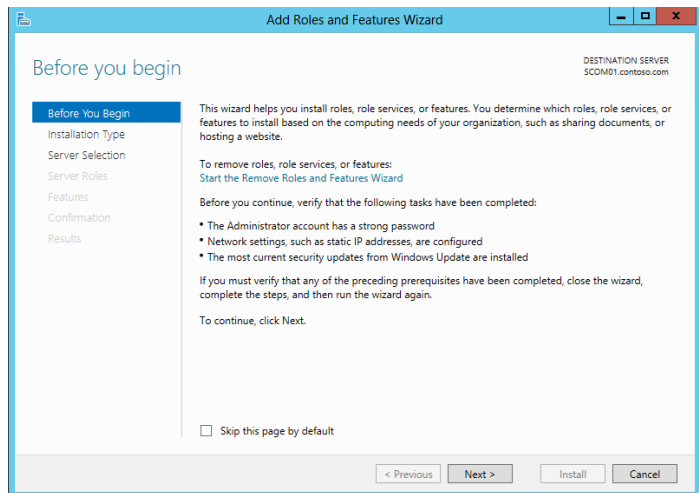 Add Roles and Features Wizard
Before you begin
DESTINATION SERVER
SCOM01.contoso.com
Before You Begin
Installation Type
Server Selection
Server Roles
Features
Confirmation
Results
This wizard helps you install roles, role services, or features. You determine which roles, role services, or
features to install based on the computing needs of your organization, such as sharing documents, or
hosting a website.
To remove roles, role services, or features:
Start the Remove Roles and Features Wizard
Before you continue, verify that the following tasks have been completed:
• The Administrator account has a strong password
• Network settings, such as static IP addresses, are configured
• The most current security updates from Windows Update are installed
If you must verify that any of the preceding prerequisites have been completed, close the wizard,
complete the steps, and then run the wizard again.
To continue, click Next.
Skip this page by default
< Previous
Next >
Install
Cancel